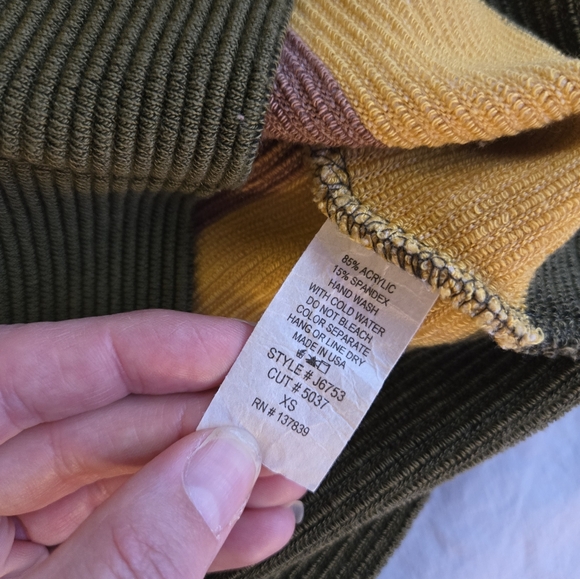 85% ACRYLIC
15% SPANDEX
HAND WASH
WITH COLD WATER
DO NOT BLEACH
COLOR SEPARATE
HANG OR LINE DRY
MADE IN USA
STYLE # J6753
CUT # 5037
XS
RN # 137839